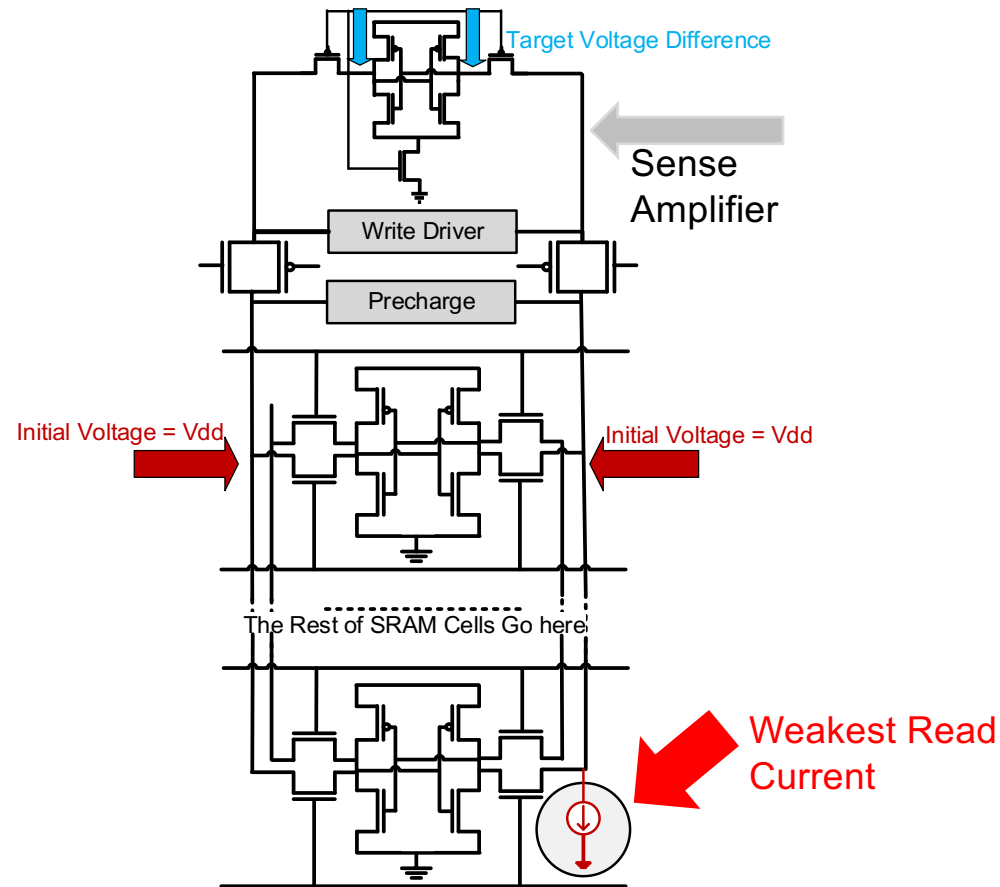 Target Voltage Difference
Sense
Amplifier
Write Driver
Precharge
Initial Voltage = Vdd
Initial Voltage = Vdd
The Rest of SRAM Cells Go here
Weakest Read
Current